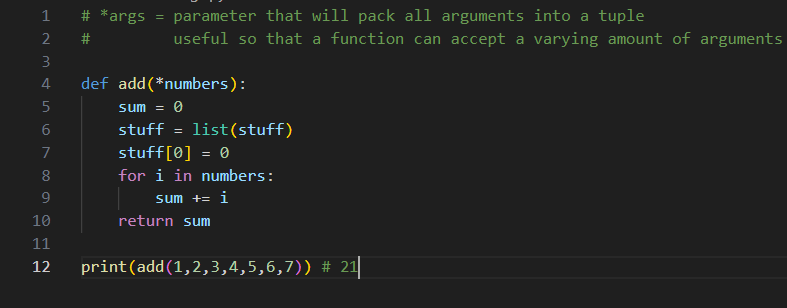 1 # *args = parameter that will pack all arguments into a tuple
2 #         useful so that a function can accept a varying amount of arguments
3
4 def add(*numbers):
5     sum = 0
6     stuff = list(stuff)
7     stuff[0] = 0
8     for i in numbers:
9         sum += i
10     return sum
11
12 print(add(1,2,3,4,5,6,7)) # 21